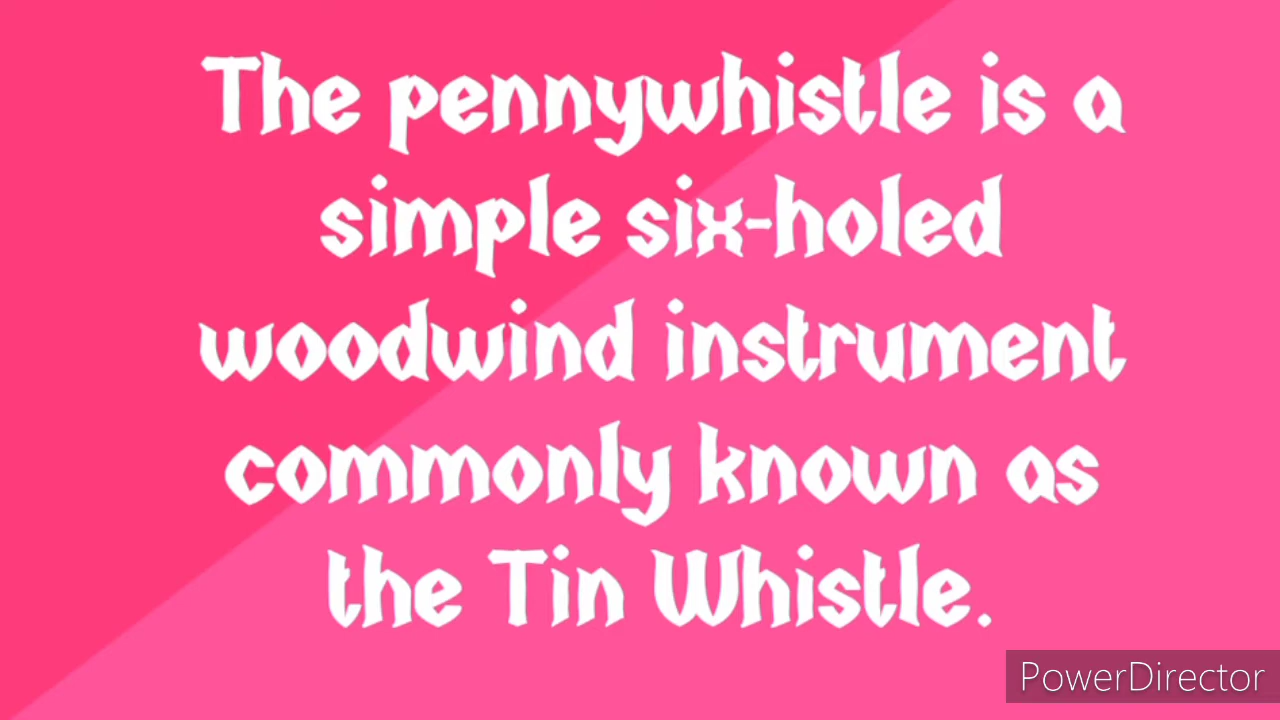 The pennywhistle is a
simple six-holed
woodwind instrument
commonly known as
the Tin Whistle.
PowerDirector